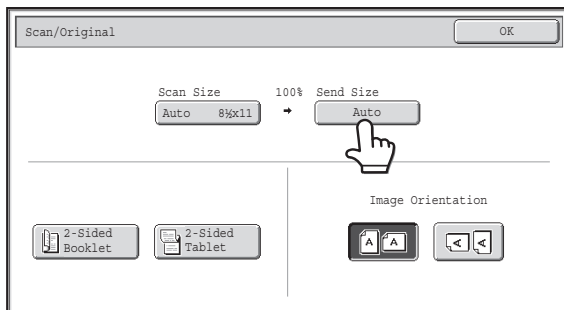 Scan/Original OK
Scan Size 100% Send Size
Auto 8½x11 Auto
Image Orientation
2-Sided 2-Sided
Booklet Tablet
A A A A